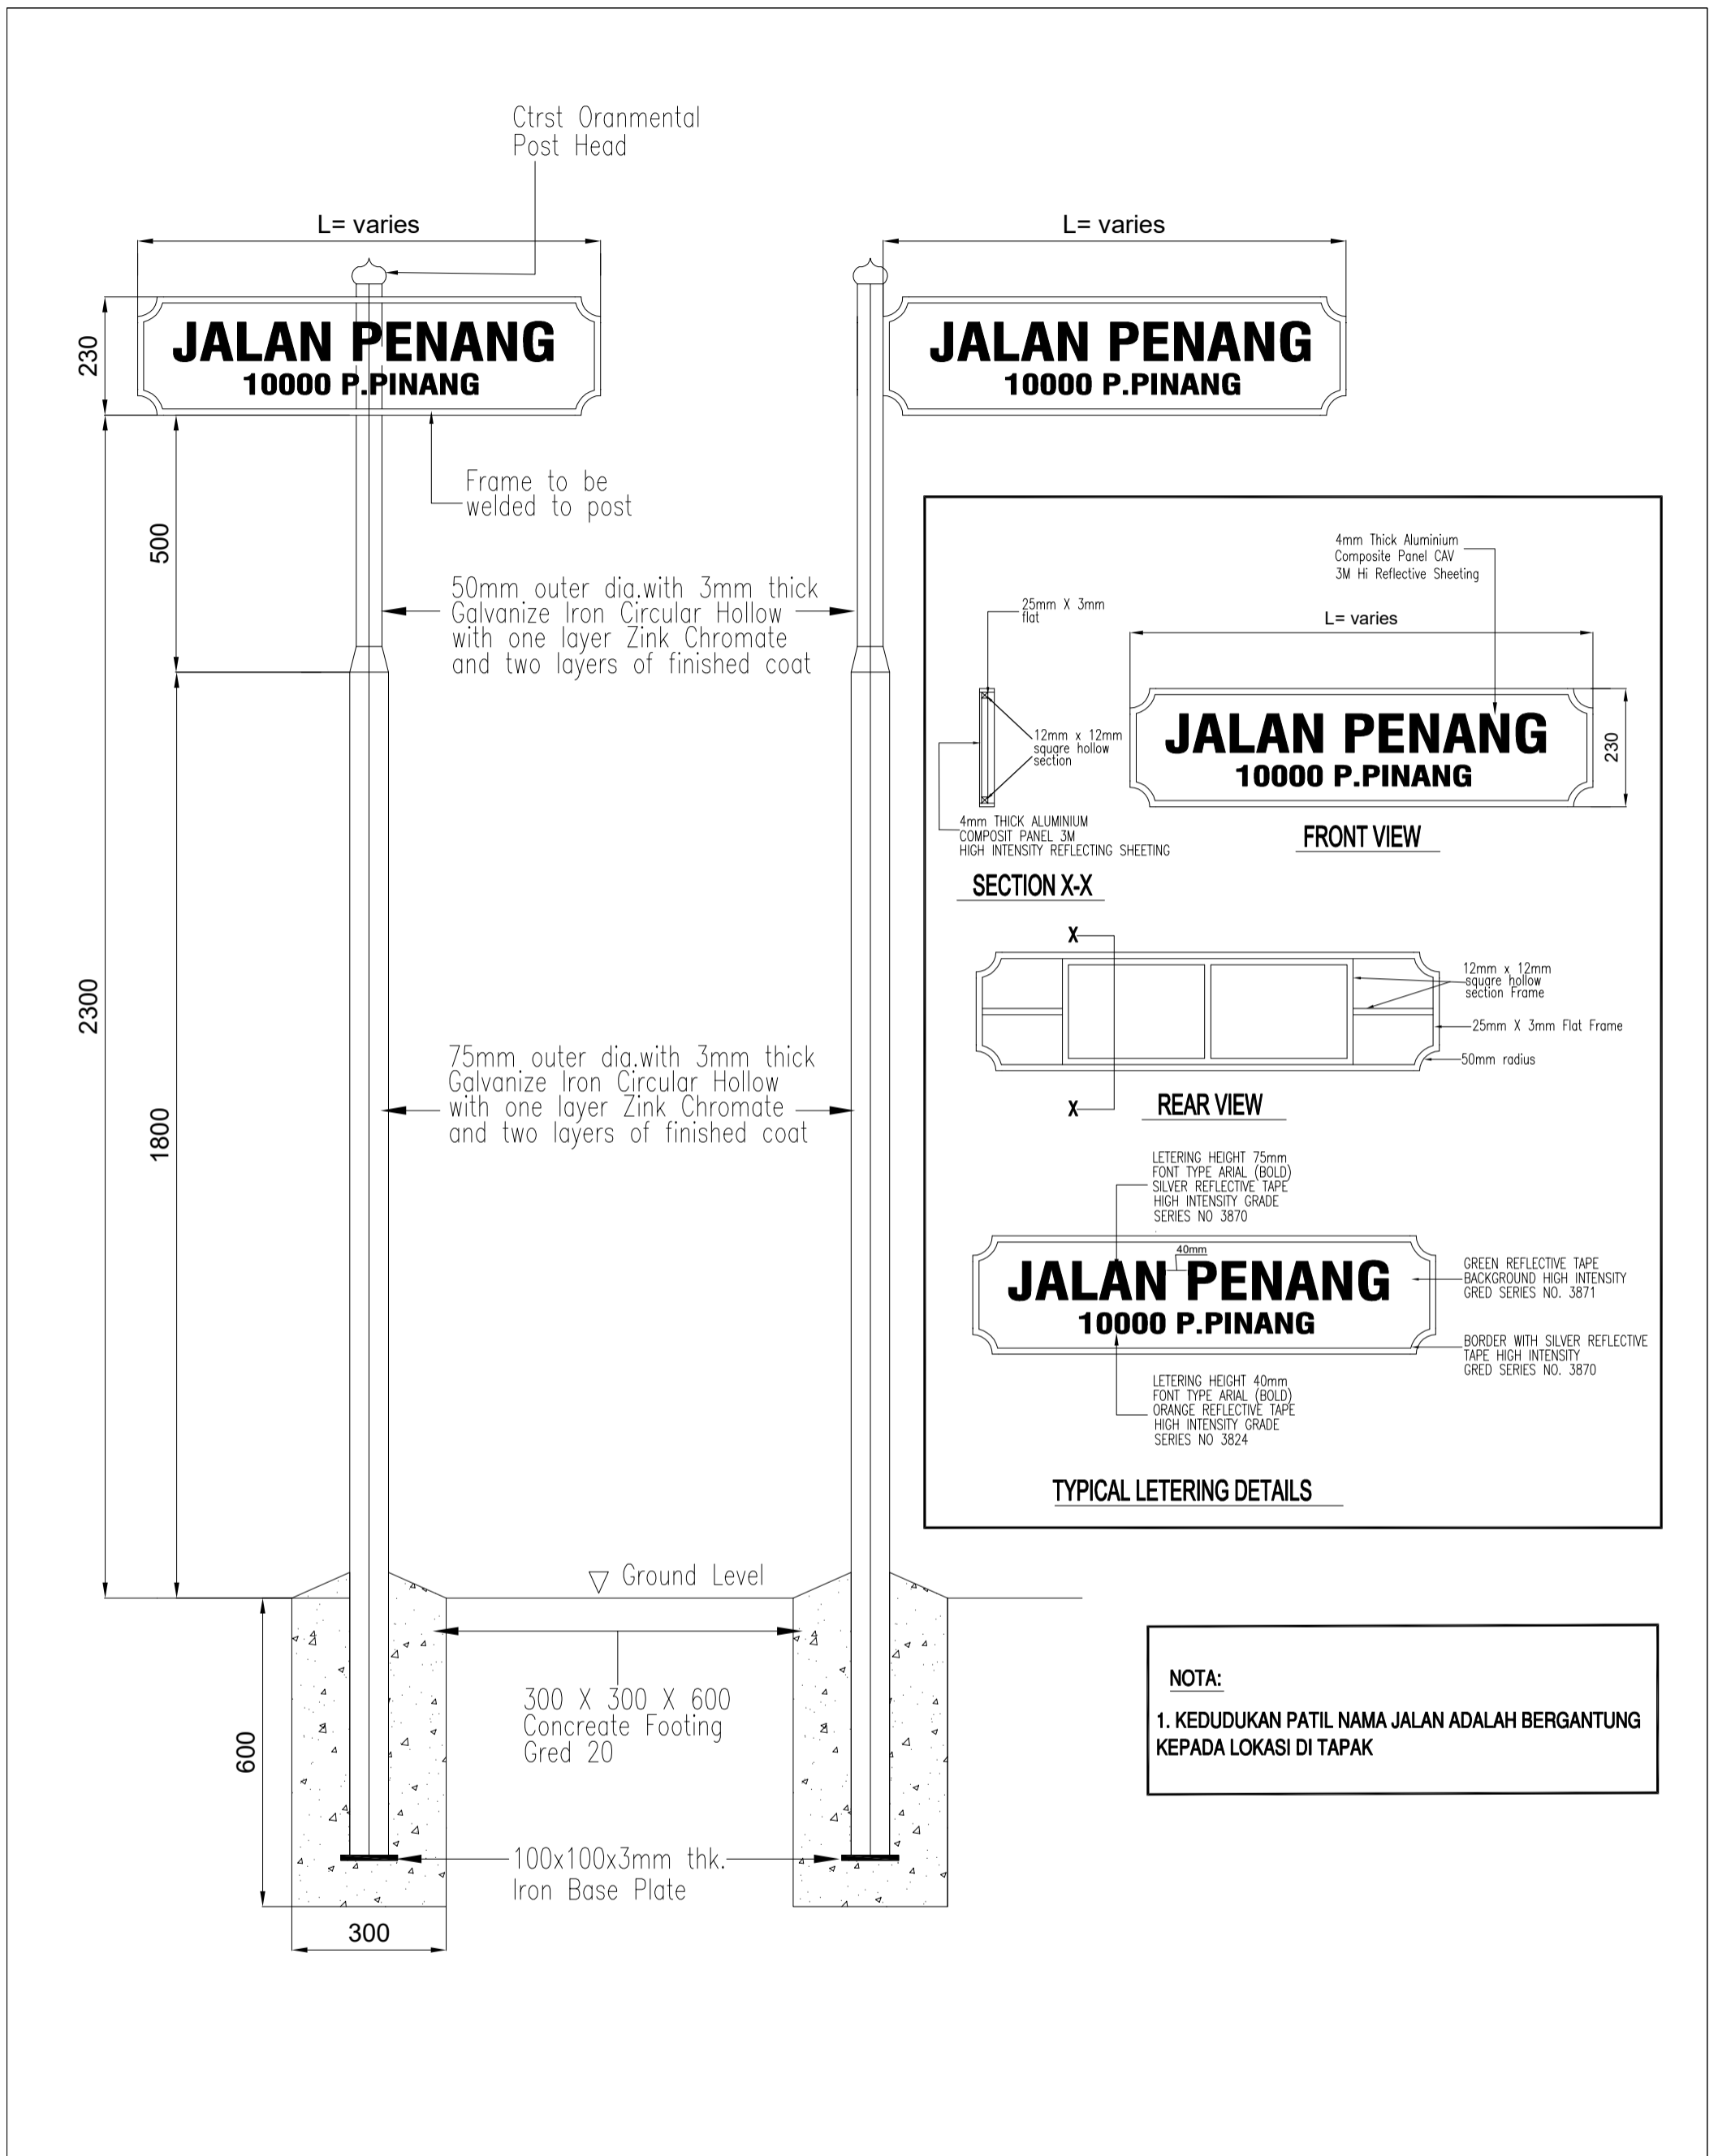 Ctrst Oranmental
Post Head
L= varies
L= varies
JALAN PENANG
10000 P.PINANG
JALAN PENANG
10000 P.PINANG
230
Frame to be
welded to post
500
50mm outer dia.with 3mm thick
Galvanize Iron Circular Hollow
with one layer Zink Chromate
and two layers of finished coat
2300
75mm outer dia.with 3mm thick
Galvanize Iron Circular Hollow
with one layer Zink Chromate
and two layers of finished coat
1800
Ground Level
300 X 300 X 600
Concreate Footing
Gred 20
600
100x100x3mm thk.
Iron Base Plate
300
4mm Thick Aluminium
Composite Panel CAV
3M Hi Reflective Sheeting
25mm X 3mm
flat
L= varies
12mm x 12mm
square hollow
section
JALAN PENANG
10000 P.PINANG
230
4mm THICK ALUMINIUM
COMPOSIT PANEL 3M
HIGH INTENSITY REFLECTING SHEETING
FRONT VIEW
SECTION X-X
X
12mm x 12mm
square hollow
section Frame
25mm X 3mm Flat Frame
50mm radius
X
REAR VIEW
LETERING HEIGHT 75mm
FONT TYPE ARIAL (BOLD)
SILVER REFLECTIVE TAPE
HIGH INTENSITY GRADE
SERIES NO 3870
40mm
JALAN PENANG
10000 P.PINANG
GREEN REFLECTIVE TAPE
BACKGROUND HIGH INTENSITY
GRED SERIES NO. 3871
BORDER WITH SILVER REFLECTIVE
TAPE HIGH INTENSITY
GRED SERIES NO. 3870
LETERING HEIGHT 40mm
FONT TYPE ARIAL (BOLD)
ORANGE REFLECTIVE TAPE
HIGH INTENSITY GRADE
SERIES NO 3824
TYPICAL LETERING DETAILS
NOTA:
1. KEDUDUKAN PATIL NAMA JALAN ADALAH BERGANTUNG
KEPADA LOKASI DI TAPAK